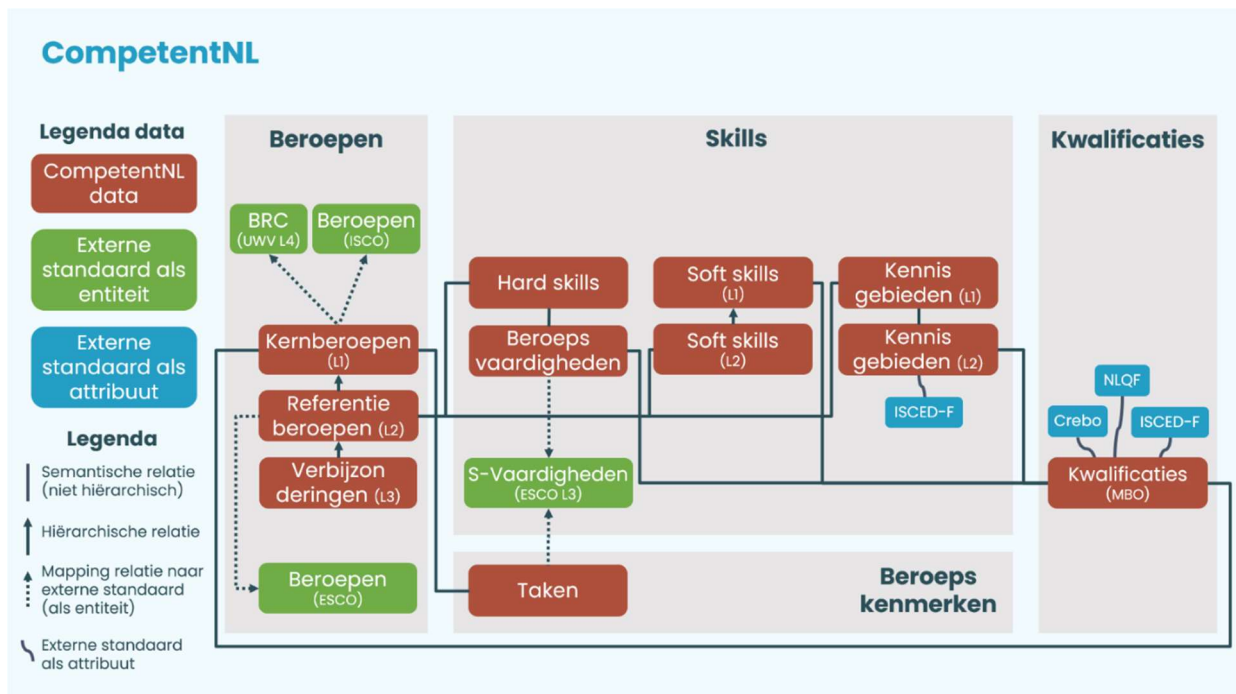 CompetentNL
Legenda data
CompetentNL
data
Externe
standaard als
entiteit
Externe
standaard als
attribuut
Legenda
Semantische relatie
(niet hiërarchisch)
Hiërarchische relatie
Mapping relatie naar
externe standaard
(als entiteit)
Externe standaard
als attribuut
Beroepen
BRC
(UWV L4)
Beroepen
(ISCO)
Kernberoepen
(L1)
Referentie
beroepen (L2)
Verbijzon
deringen (L3)
Beroepen
(ESCO)
Skills
Hard skills
Beroeps
vaardigheden
S-Vaardigheden
(ESCO L3)
Soft skills
(L1)
Soft skills
(L2)
Kennis
gebieden (L1)
Kennis
gebieden (L2)
ISCED-F
Taken
Beroeps
kenmerken
Kwalificaties
NLQF
Crebo
ISCED-F
Kwalificaties
(MBO)